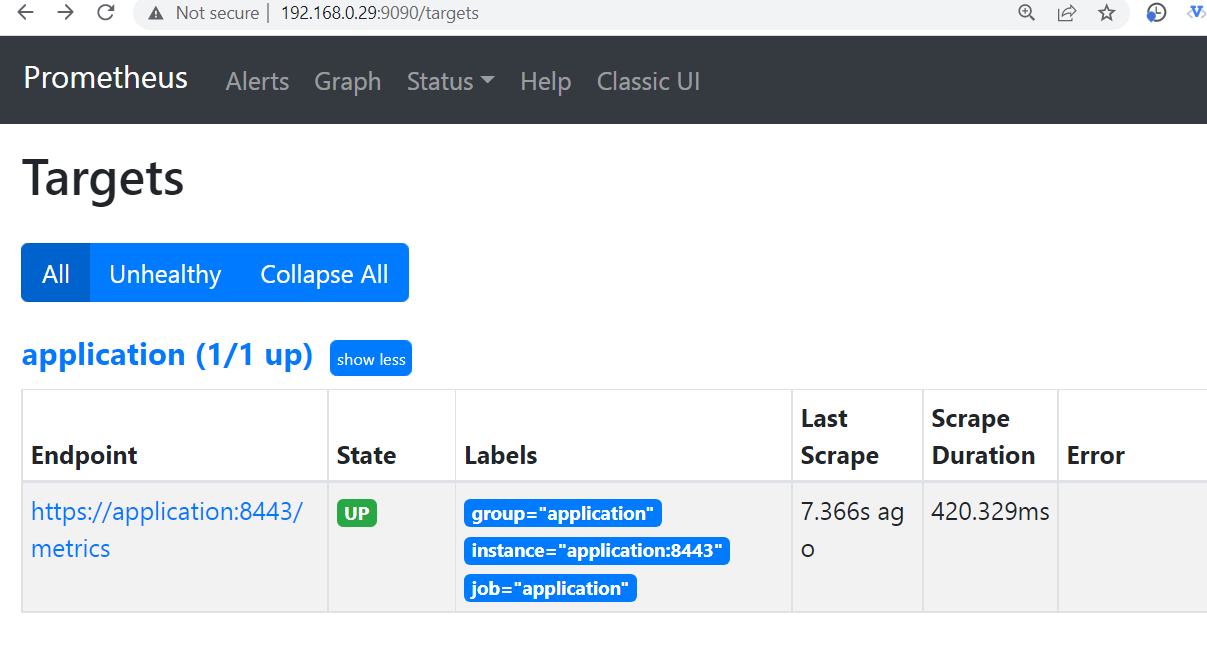 Not secure | 192.168.0.29:9090/targets
Prometheus Alerts Graph Status Help Classic UI
Targets
All Unhealthy Collapse All
application (1/1 up) show less
Endpoint State Labels Last Scrape Scrape Duration Error
https://application:8443/
metrics
UP
group="application"
instance="application:8443"
job="application"
7.366s ag
o
420.329ms